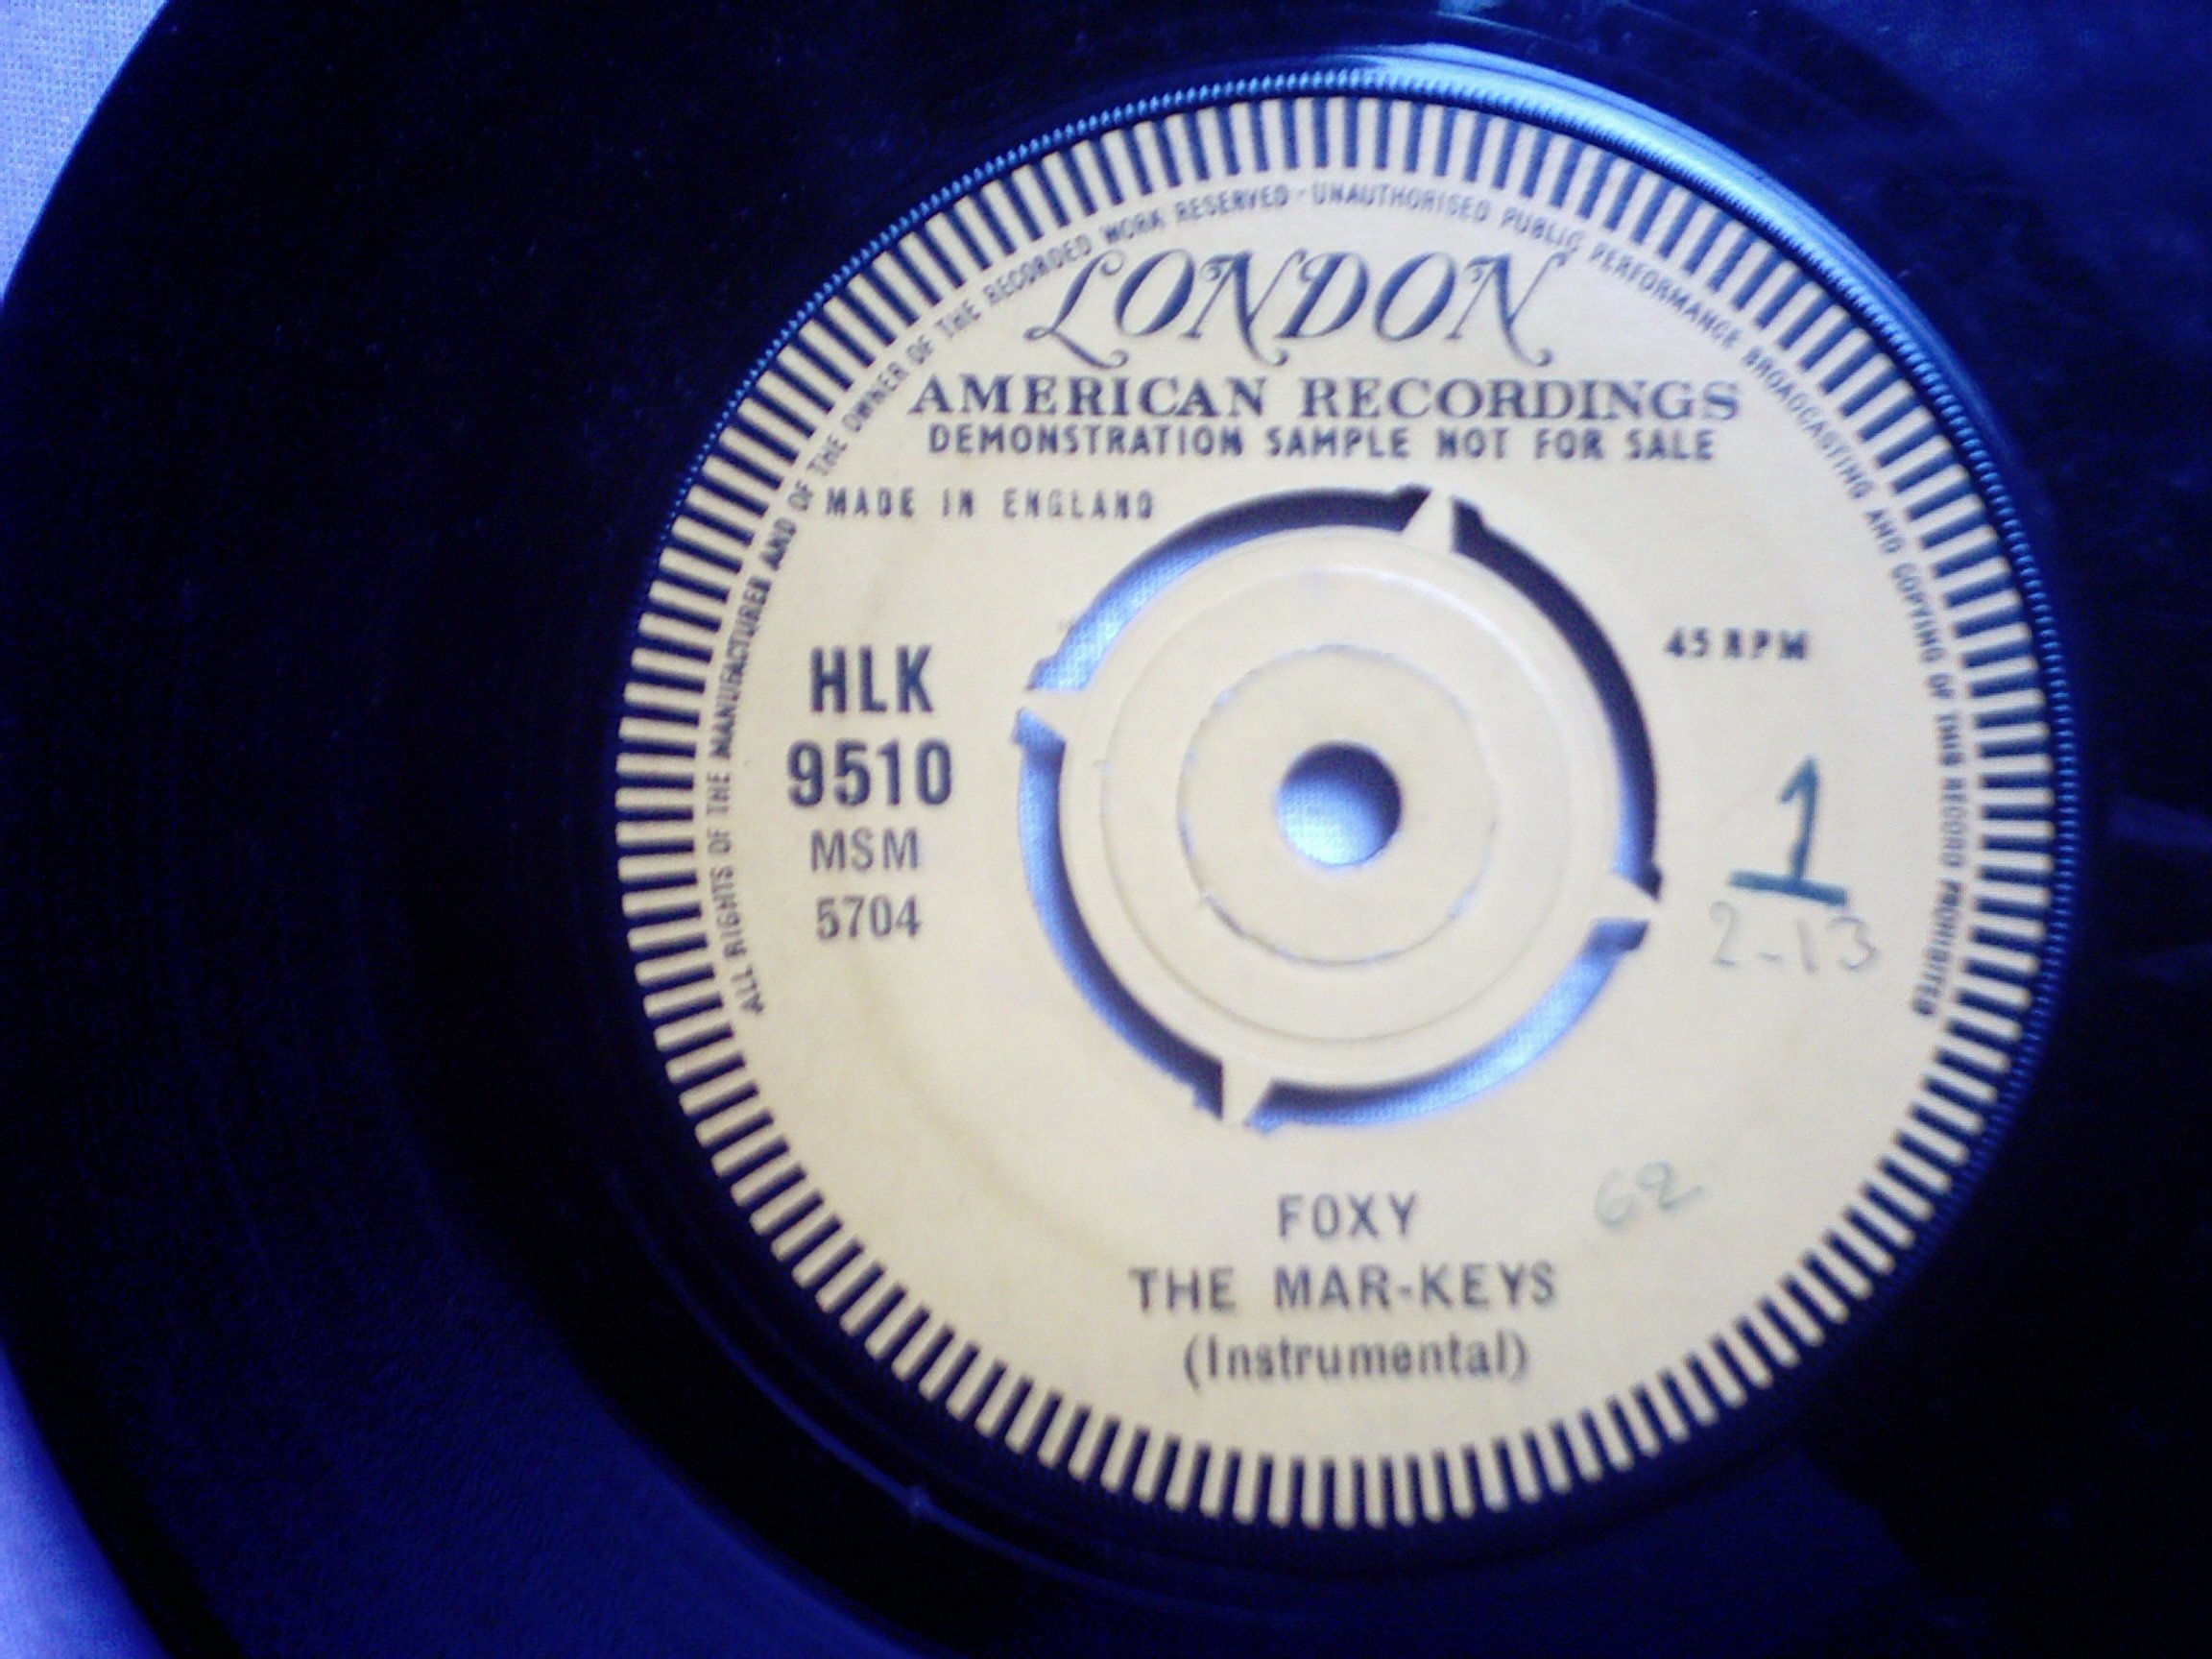 ALL RIGHTS OF THE MANUFACTURER AND OF THE OWNER OF THE RECORDED WORK RESERVED · UNAUTHORISED PUBLIC PERFORMANCE BROADCASTING AND COPYING OF THIS RECORD PROHIBITED
LONDON
AMERICAN RECORDINGS
DEMONSTRATION SAMPLE NOT FOR SALE
MADE IN ENGLAND
45 RPM
HLK
9510
MSM
5704
1
2-13
62
FOXY
THE MAR-KEYS
(Instrumental)